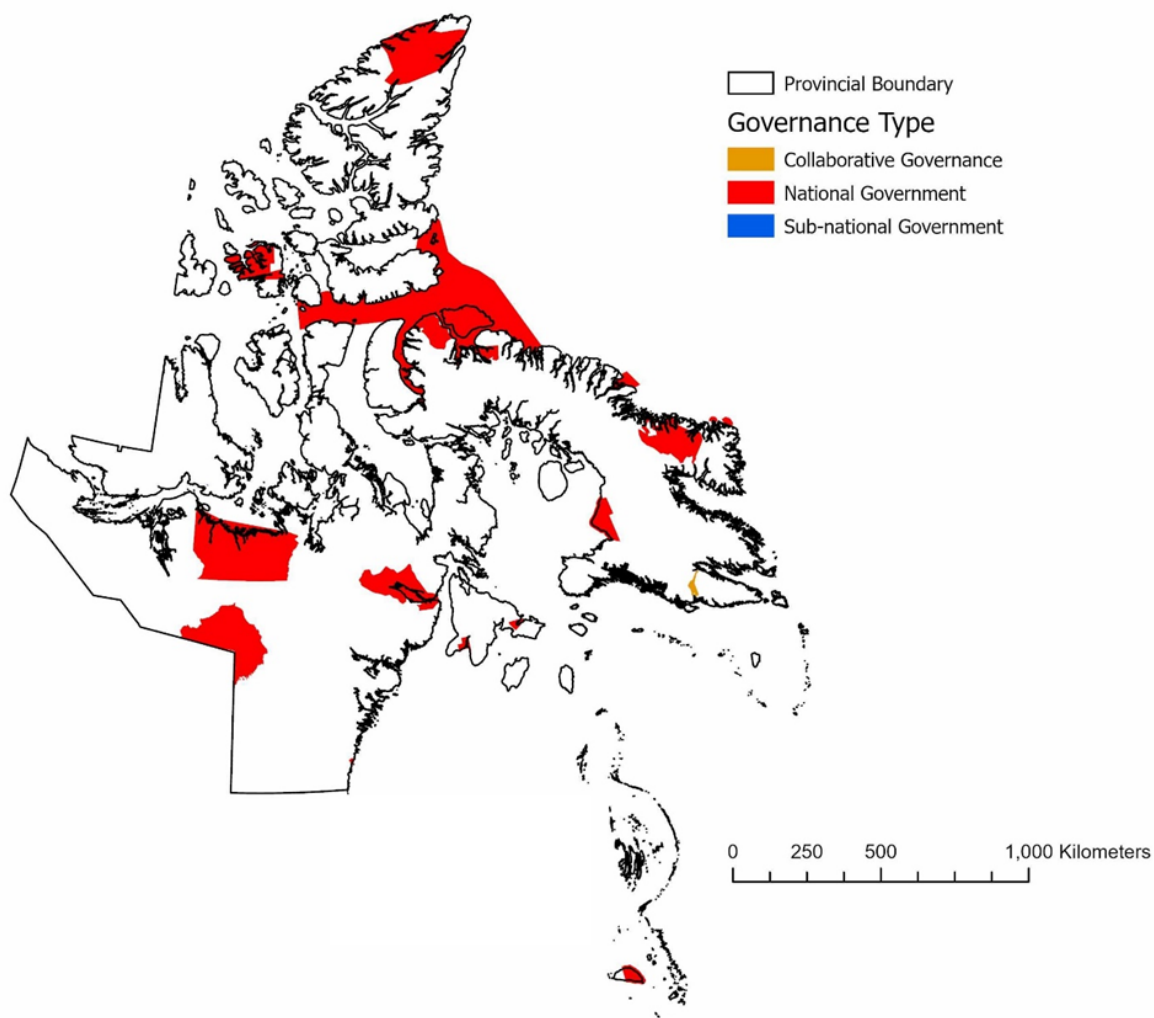 Provincial Boundary
Governance Type
Collaborative Governance
National Government
Sub-national Government
0 250 500 1,000 Kilometers